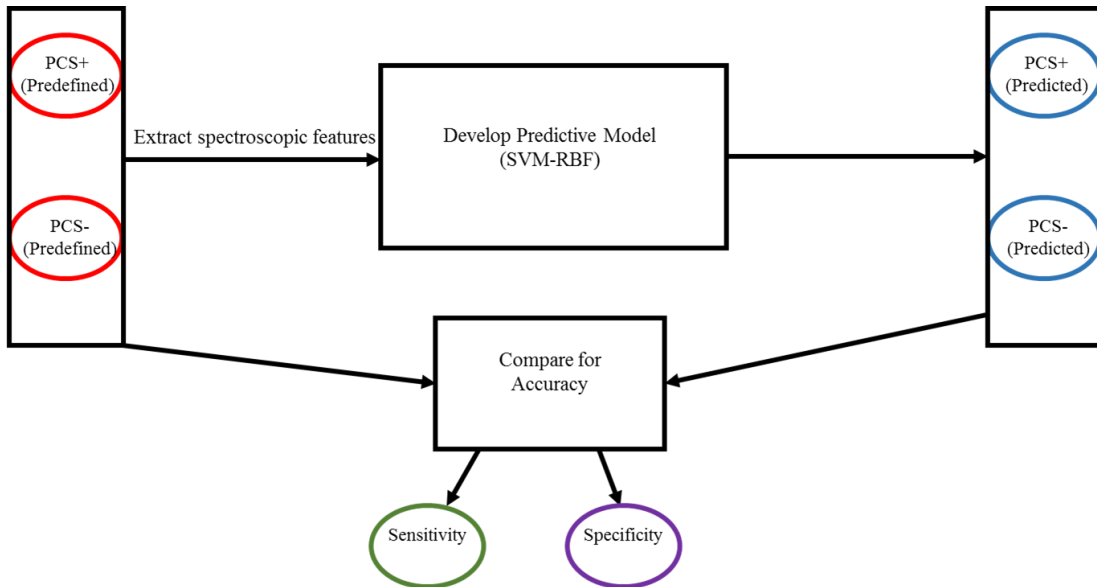 PCS+
(Predefined)
PCS-
(Predefined)
Extract spectroscopic features
Develop Predictive Model
(SVM-RBF)
PCS+
(Predicted)
PCS-
(Predicted)
Compare for
Accuracy
Sensitivity
Specificity